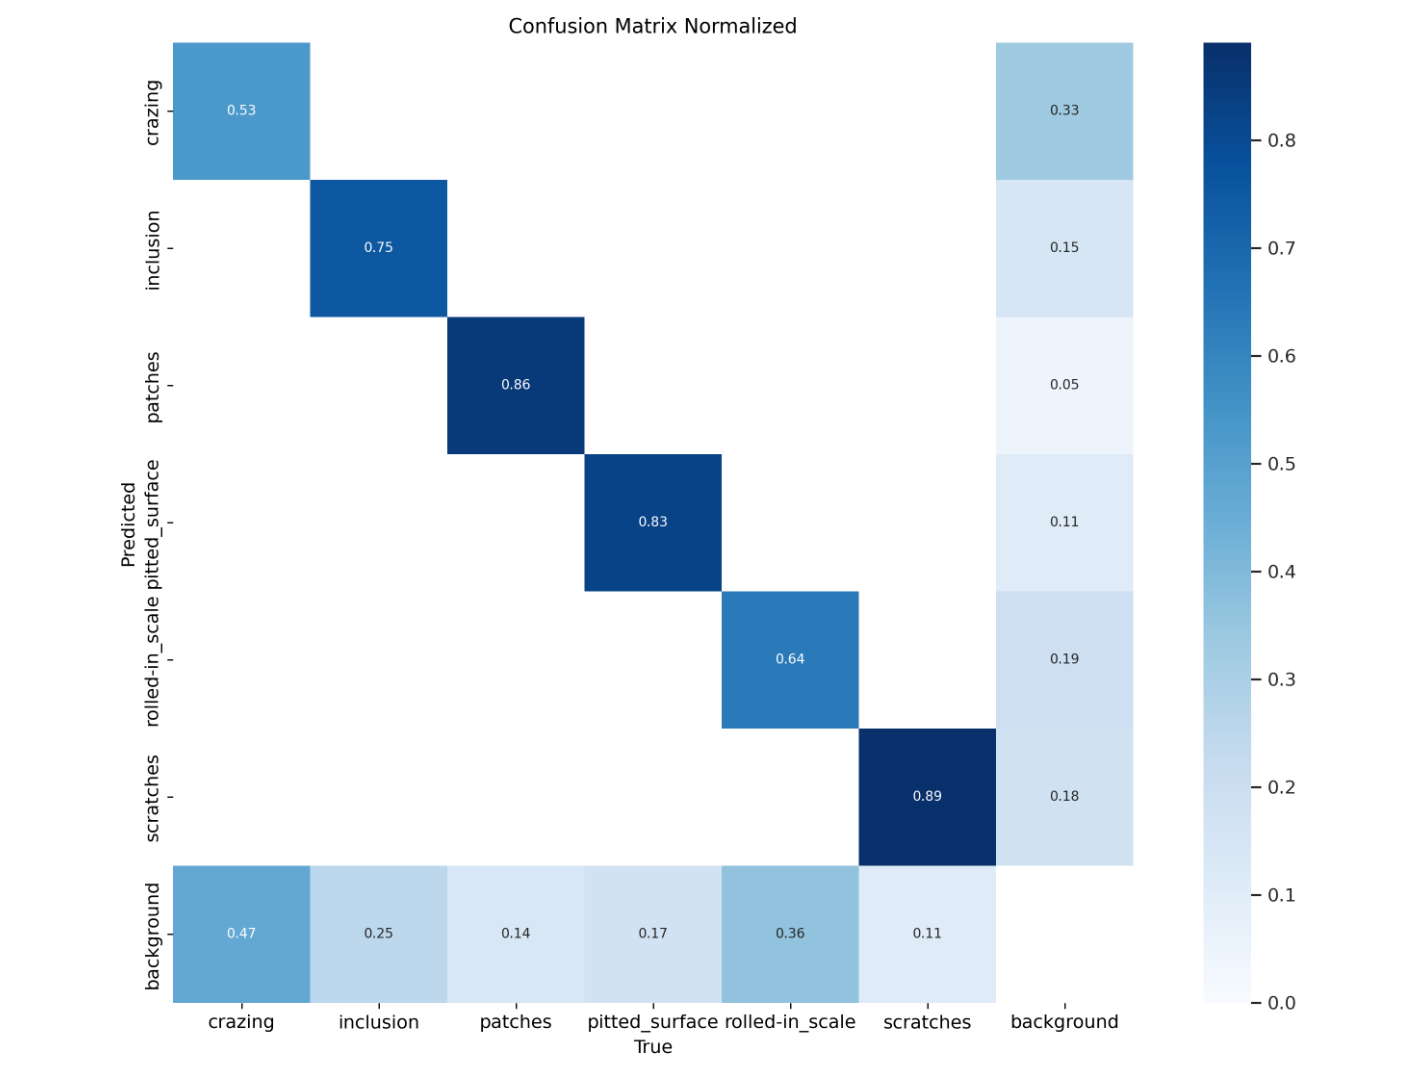 Confusion Matrix Normalized
crazing
0.53
0.33
inclusion
0.75
0.15
patches
0.86
0.05
pitted_surface
0.83
0.11
rolled-in_scale
0.64
0.19
scratches
0.89
0.18
background
0.47
0.25
0.14
0.17
0.36
0.11
Predicted
crazing
inclusion
patches
pitted_surface
rolled-in_scale
scratches
background
True
0.8
0.7
0.6
0.5
0.4
0.3
0.2
0.1
0.0